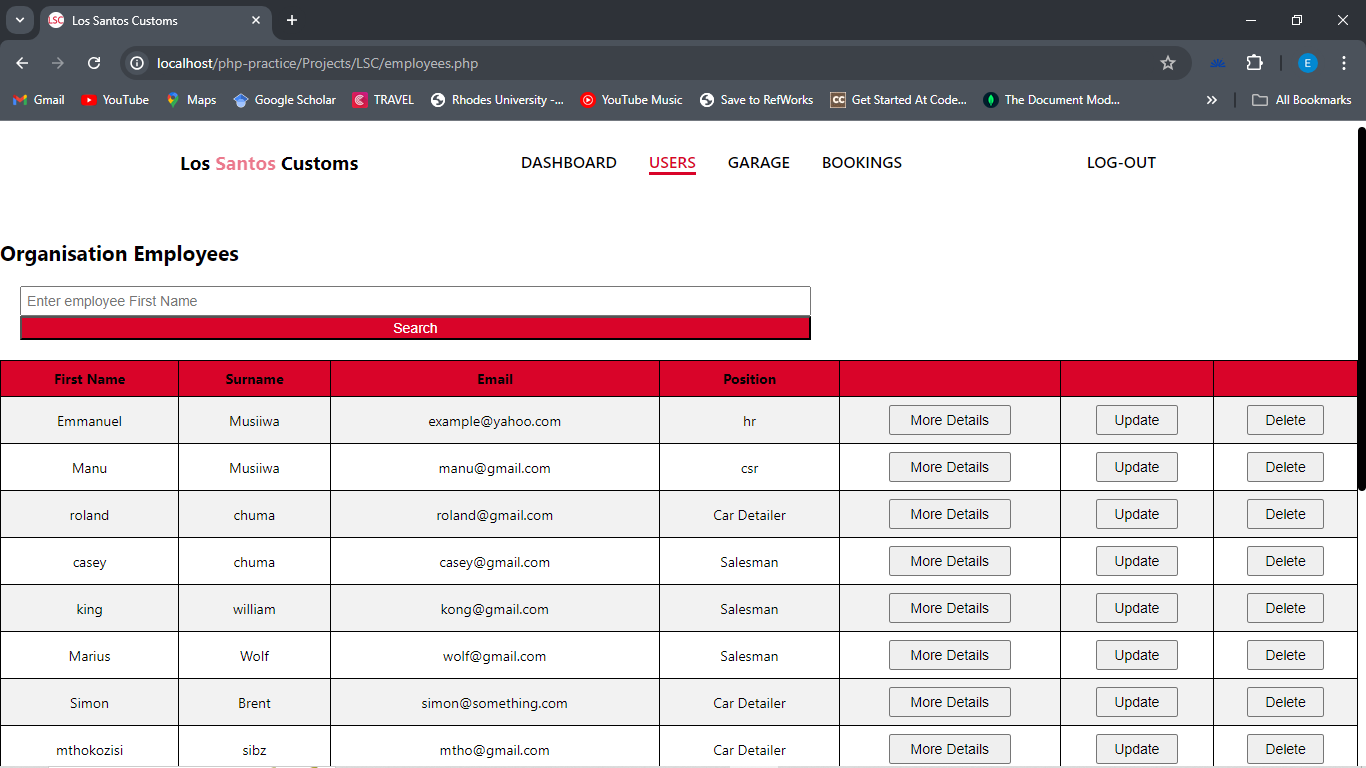 LSC Los Santos Customs
localhost/php-practice/Projects/LSC/employees.php E
Gmail YouTube Maps Google Scholar TRAVEL Rhodes University -... YouTube Music Save to RefWorks CC Get Started At Code... The Document Mod... » All Bookmarks
Los Santos Customs DASHBOARD USERS GARAGE BOOKINGS LOG-OUT
Organisation Employees
Enter employee First Name
Search
First Name Surname Email Position
Emmanuel Musiiwa example@yahoo.com hr More Details Update Delete
Manu Musiiwa manu@gmail.com csr More Details Update Delete
roland chuma roland@gmail.com Car Detailer More Details Update Delete
casey chuma casey@gmail.com Salesman More Details Update Delete
king william kong@gmail.com Salesman More Details Update Delete
Marius Wolf wolf@gmail.com Salesman More Details Update Delete
Simon Brent simon@something.com Car Detailer More Details Update Delete
mthokozisi sibz mtho@gmail.com Car Detailer More Details Update Delete